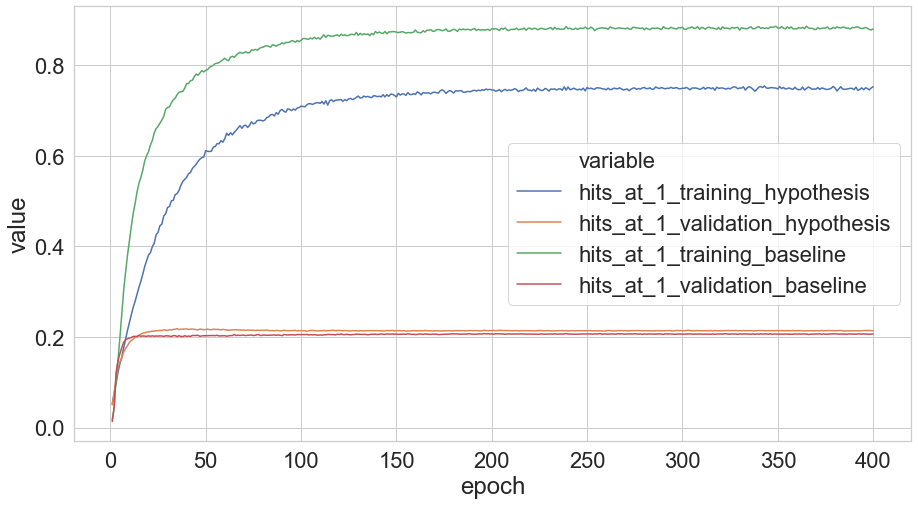 0.8
0.6
0.4
0.2
0.0
value
variable
hits_at_1_training_hypothesis
hits_at_1_validation_hypothesis
hits_at_1_training_baseline
hits_at_1_validation_baseline
0 50 100 150 200 250 300 350 400
epoch